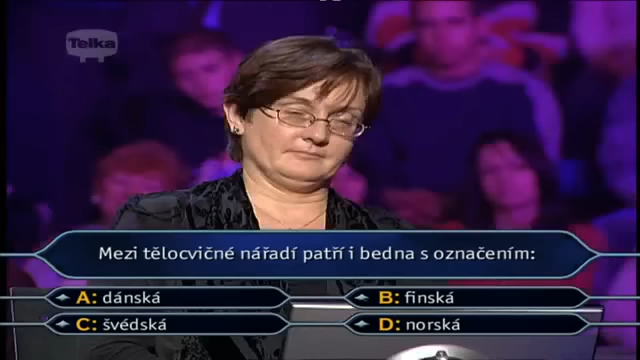 Telka
Mezi tělocvičné nářadí patří i bedna s označením:
A: dánská
B: finská
C: švédská
D: norská